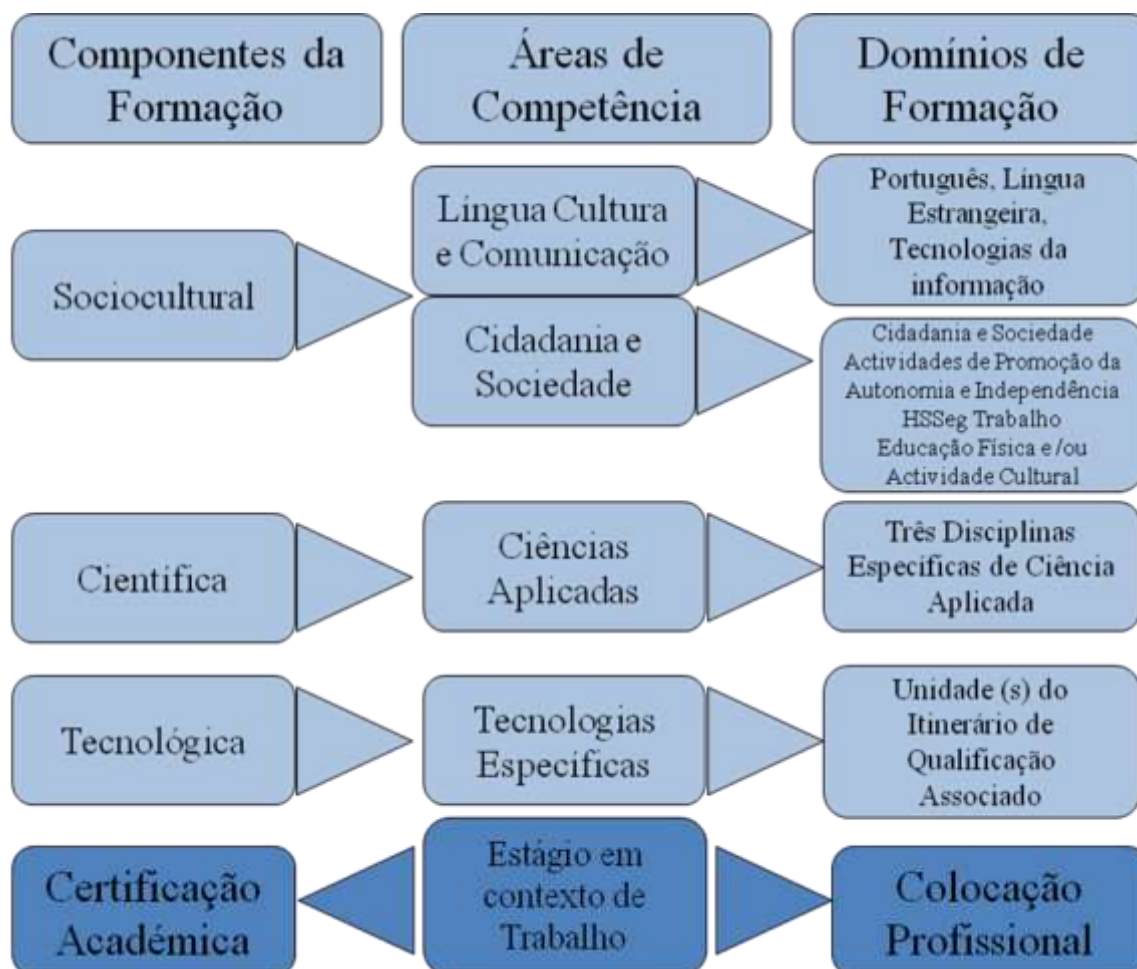 Componentes da
Formação
Áreas de
Competência
Domínios de
Formação
Sociocultural
Língua Cultura
e Comunicação
Português, Língua
Estrangeira,
Tecnologias da
informação
Cidadania e
Sociedade
Cidadania e Sociedade
Actividades de Promoção da
Autonomia e Independência
HSSeg Trabalho
Educação Física e /ou
Actividade Cultural
Científica
Ciências
Aplicadas
Três Disciplinas
Específicas de Ciência
Aplicada
Tecnológica
Tecnologias
Específicas
Unidade (s) do
Itinerário de
Qualificação
Associado
Certificação
Académica
Estágio em
contexto de
Trabalho
Colocação
Profissional